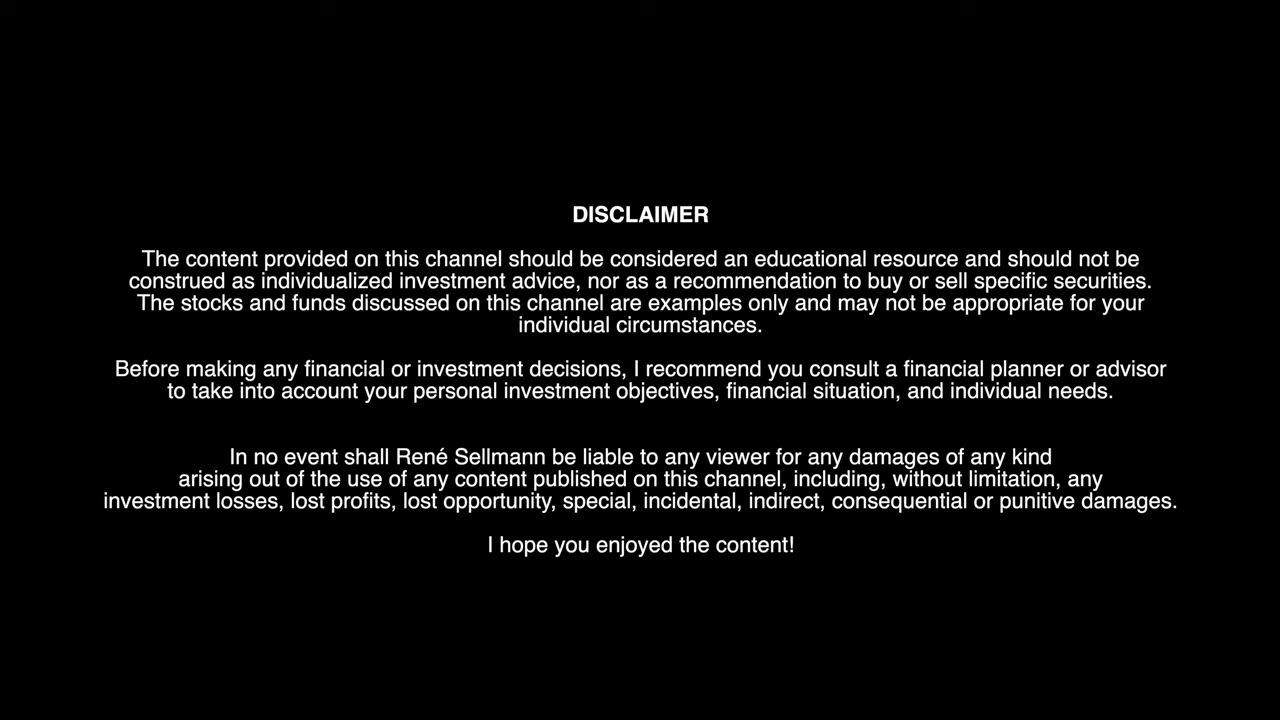 DISCLAIMER
The content provided on this channel should be considered an educational resource and should not be
construed as individualized investment advice, nor as a recommendation to buy or sell specific securities.
The stocks and funds discussed on this channel are examples only and may not be appropriate for your
individual circumstances.
Before making any financial or investment decisions, I recommend you consult a financial planner or advisor
to take into account your personal investment objectives, financial situation, and individual needs.
In no event shall René Sellmann be liable to any viewer for any damages of any kind
arising out of the use of any content published on this channel, including, without limitation, any
investment losses, lost profits, lost opportunity, special, incidental, indirect, consequential or punitive damages.
I hope you enjoyed the content!